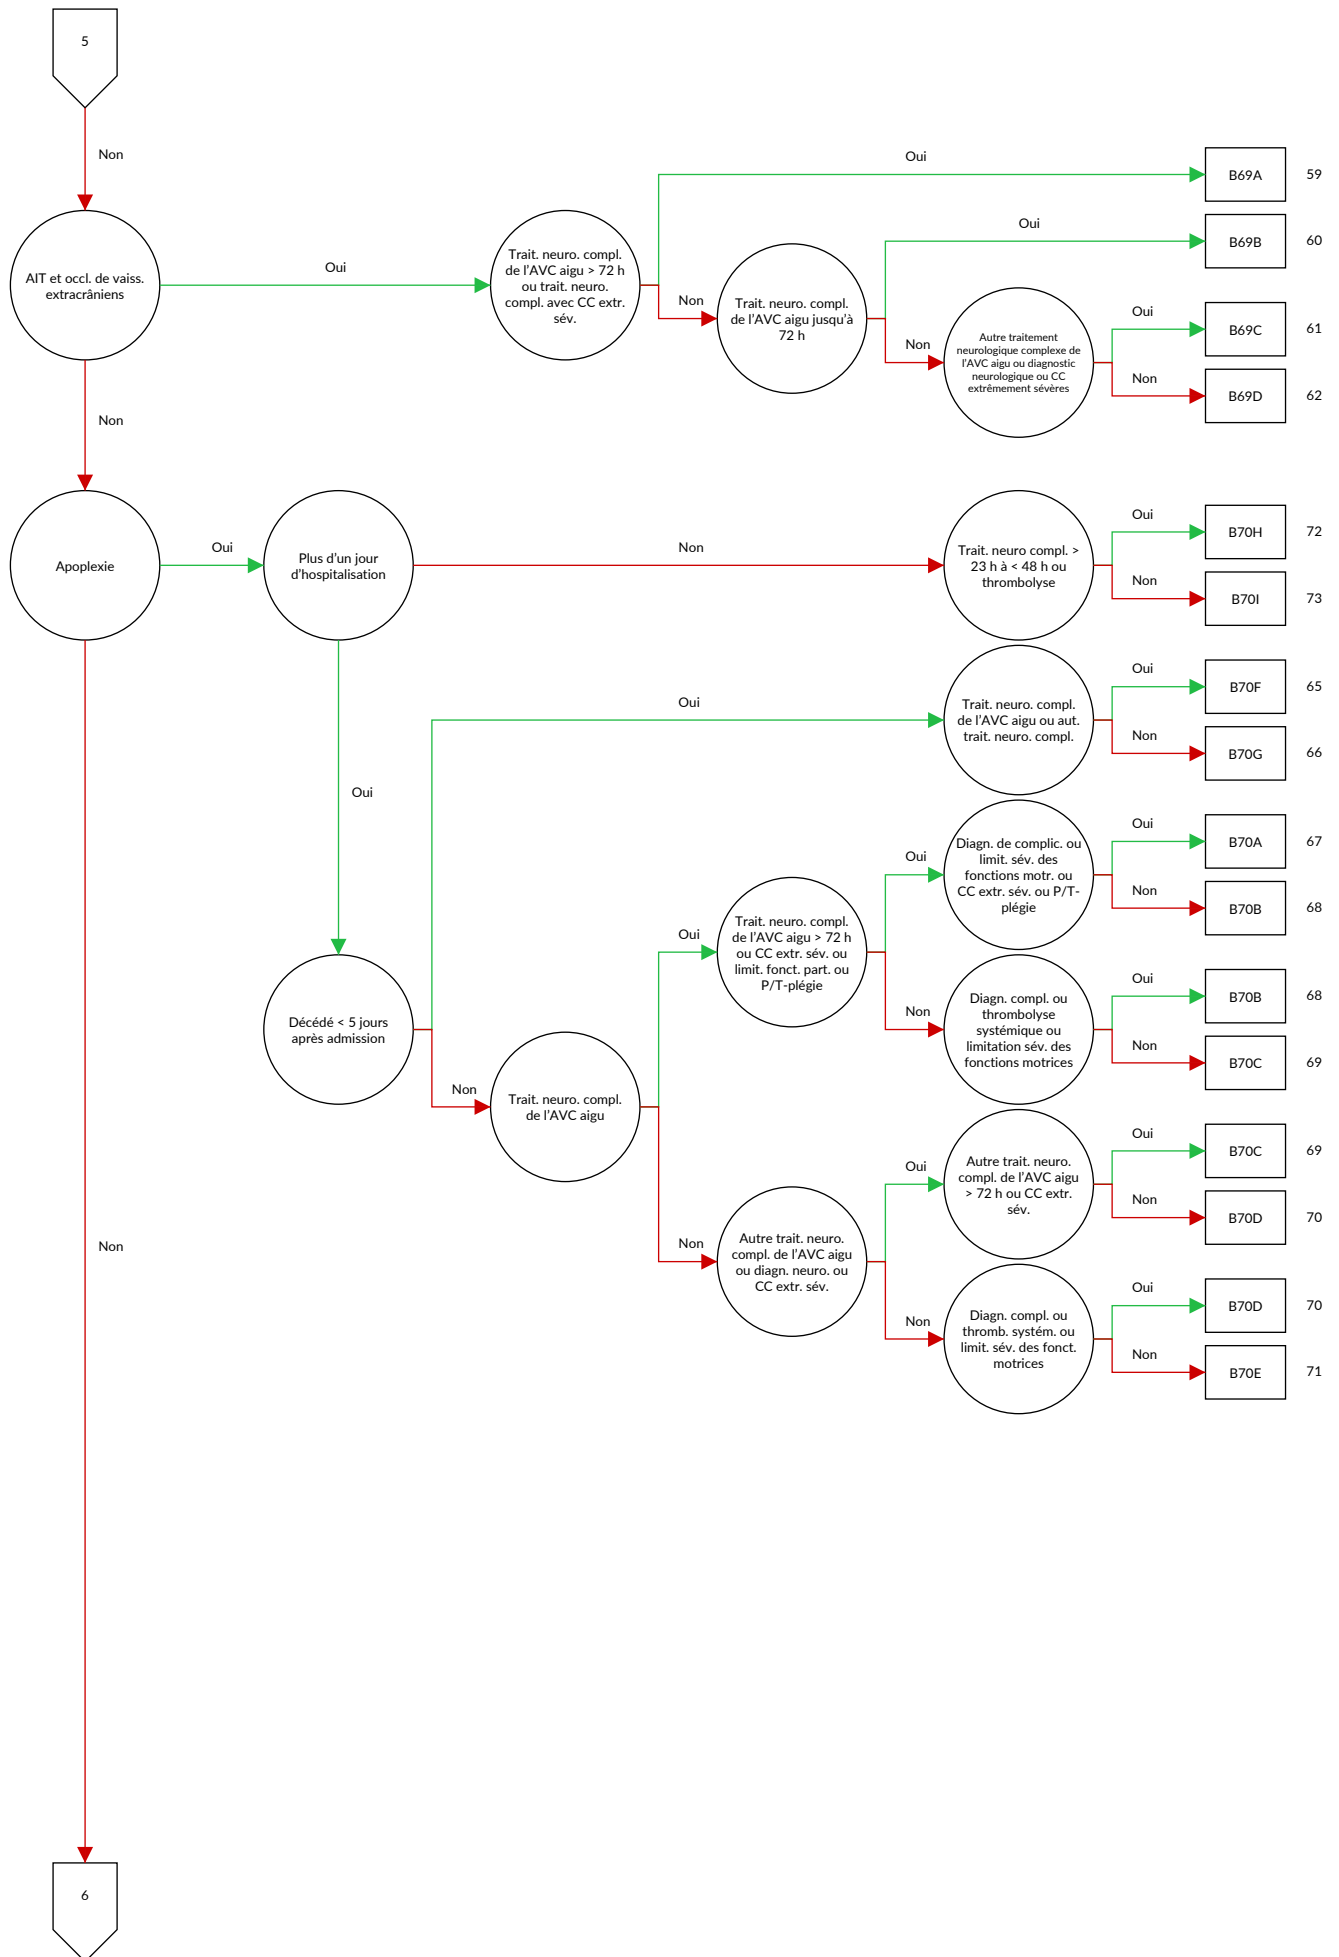 5
Non
Oui
B69A
59
Oui
B69B
60
AIT et occl. de vaiss.
extracrâniens
Oui
Trait. neuro. compl.
de l'AVC aigu > 72 h
ou trait. neuro.
compl. avec CC extr.
sév.
Non
Trait. neuro. compl.
de l'AVC aigu jusqu'à
72 h
Non
Autre traitement
neurologique complexe de
l'AVC aigu ou diagnostic
neurologique ou CC
extrêmement sévères
Oui
B69C
61
Non
B69D
62
Non
Apoplexie
Oui
Plus d'un jour
d'hospitalisation
Non
Trait. neuro compl. >
23 h à < 48 h ou
thrombolyse
Oui
B70H
72
Non
B70I
73
Oui
Oui
Trait. neuro. compl.
de l'AVC aigu ou aut.
trait. neuro. compl.
Oui
B70F
65
Non
B70G
66
Décédé < 5 jours
après admission
Non
Trait. neuro. compl.
de l'AVC aigu
Oui
Trait. neuro. compl.
de l'AVC aigu > 72 h
ou CC extr. sév. ou
limit. fonct. part. ou
P/T-plégie
Oui
Diagn. de complic. ou
limit. sév. des
fonctions motr. ou
CC extr. sév. ou P/T-
plégie
Oui
B70A
67
Non
B70B
68
Non
Diagn. compl. ou
thrombolyse
systémique ou
limitation sév. des
fonctions motrices
Oui
B70B
68
Non
B70C
69
Non
Autre trait. neuro.
compl. de l'AVC aigu
ou diagn. neuro. ou
CC extr. sév.
Oui
Autre trait. neuro.
compl. de l'AVC aigu
> 72 h ou CC extr.
sév.
Oui
B70C
69
Non
B70D
70
Non
Diagn. compl. ou
thromb. systém. ou
limit. sév. des fonct.
motrices
Oui
B70D
70
Non
B70E
71
Non
6